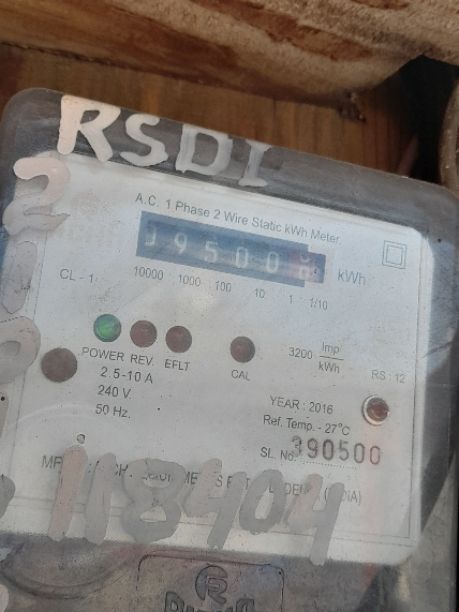 RSDI
2
A.C. 1 Phase 2 Wire Static kWh Meter
9500 kWh
CL - 1 10000 1000 100 10 1 1/10
POWER REV. EFLT CAL 3200 Imp/kWh RS : 12
2.5-10 A
240 V
50 Hz.
YEAR : 2016
Ref. Temp. - 27°C
SL. No. 390500
118404
R